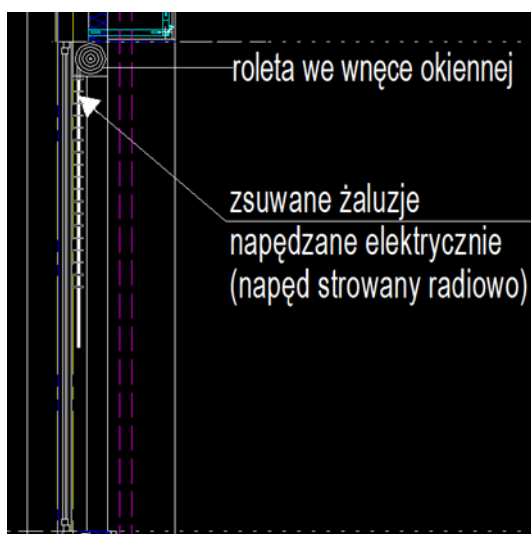 roleta we wnęce okiennej
zsuwane żaluzje
napędzane elektrycznie
(napęd strowany radiowo)